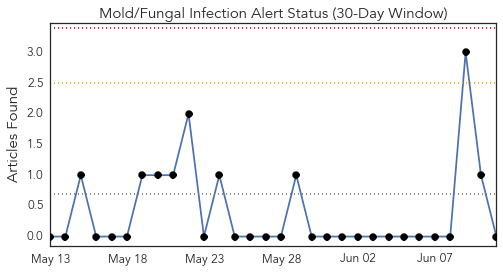 Mold/Fungal Infection Alert Status (30-Day Window)
Articles Found
3.0
2.5
2.0
1.5
1.0
0.5
0.0
May 13 May 18 May 23 May 28 Jun 02 Jun 07